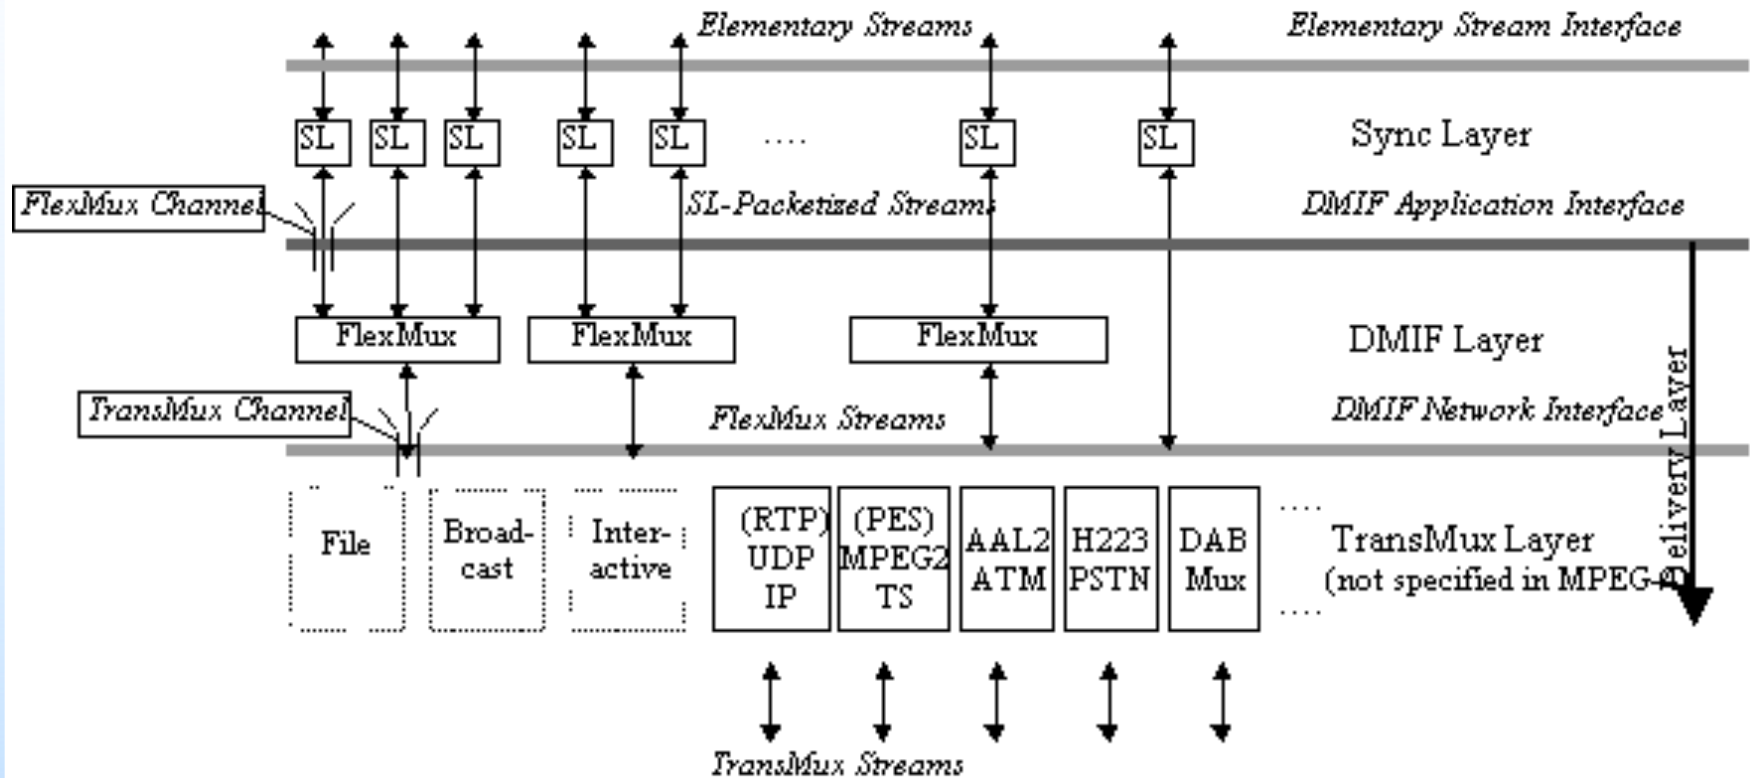 Elementary Streams
Elementary Stream Interface
SL
SL
SL
SL
SL
....
SL
SL
Sync Layer
FlexMux Channel
SL-Packetized Streams
DMIF Application Interface
FlexMux
FlexMux
FlexMux
DMIF Layer
TransMux Channel
FlexMux Streams
DMIF Network Interface
Delivery Layer
File
Broad-
cast
Inter-
active
(RTP)
UDP
IP
(PES)
MPEG2
TS
AAL2
ATM
H223
PSTN
DAB
Mux
....
....
TransMux Layer
(not specified in MPEG-
TransMux Streams